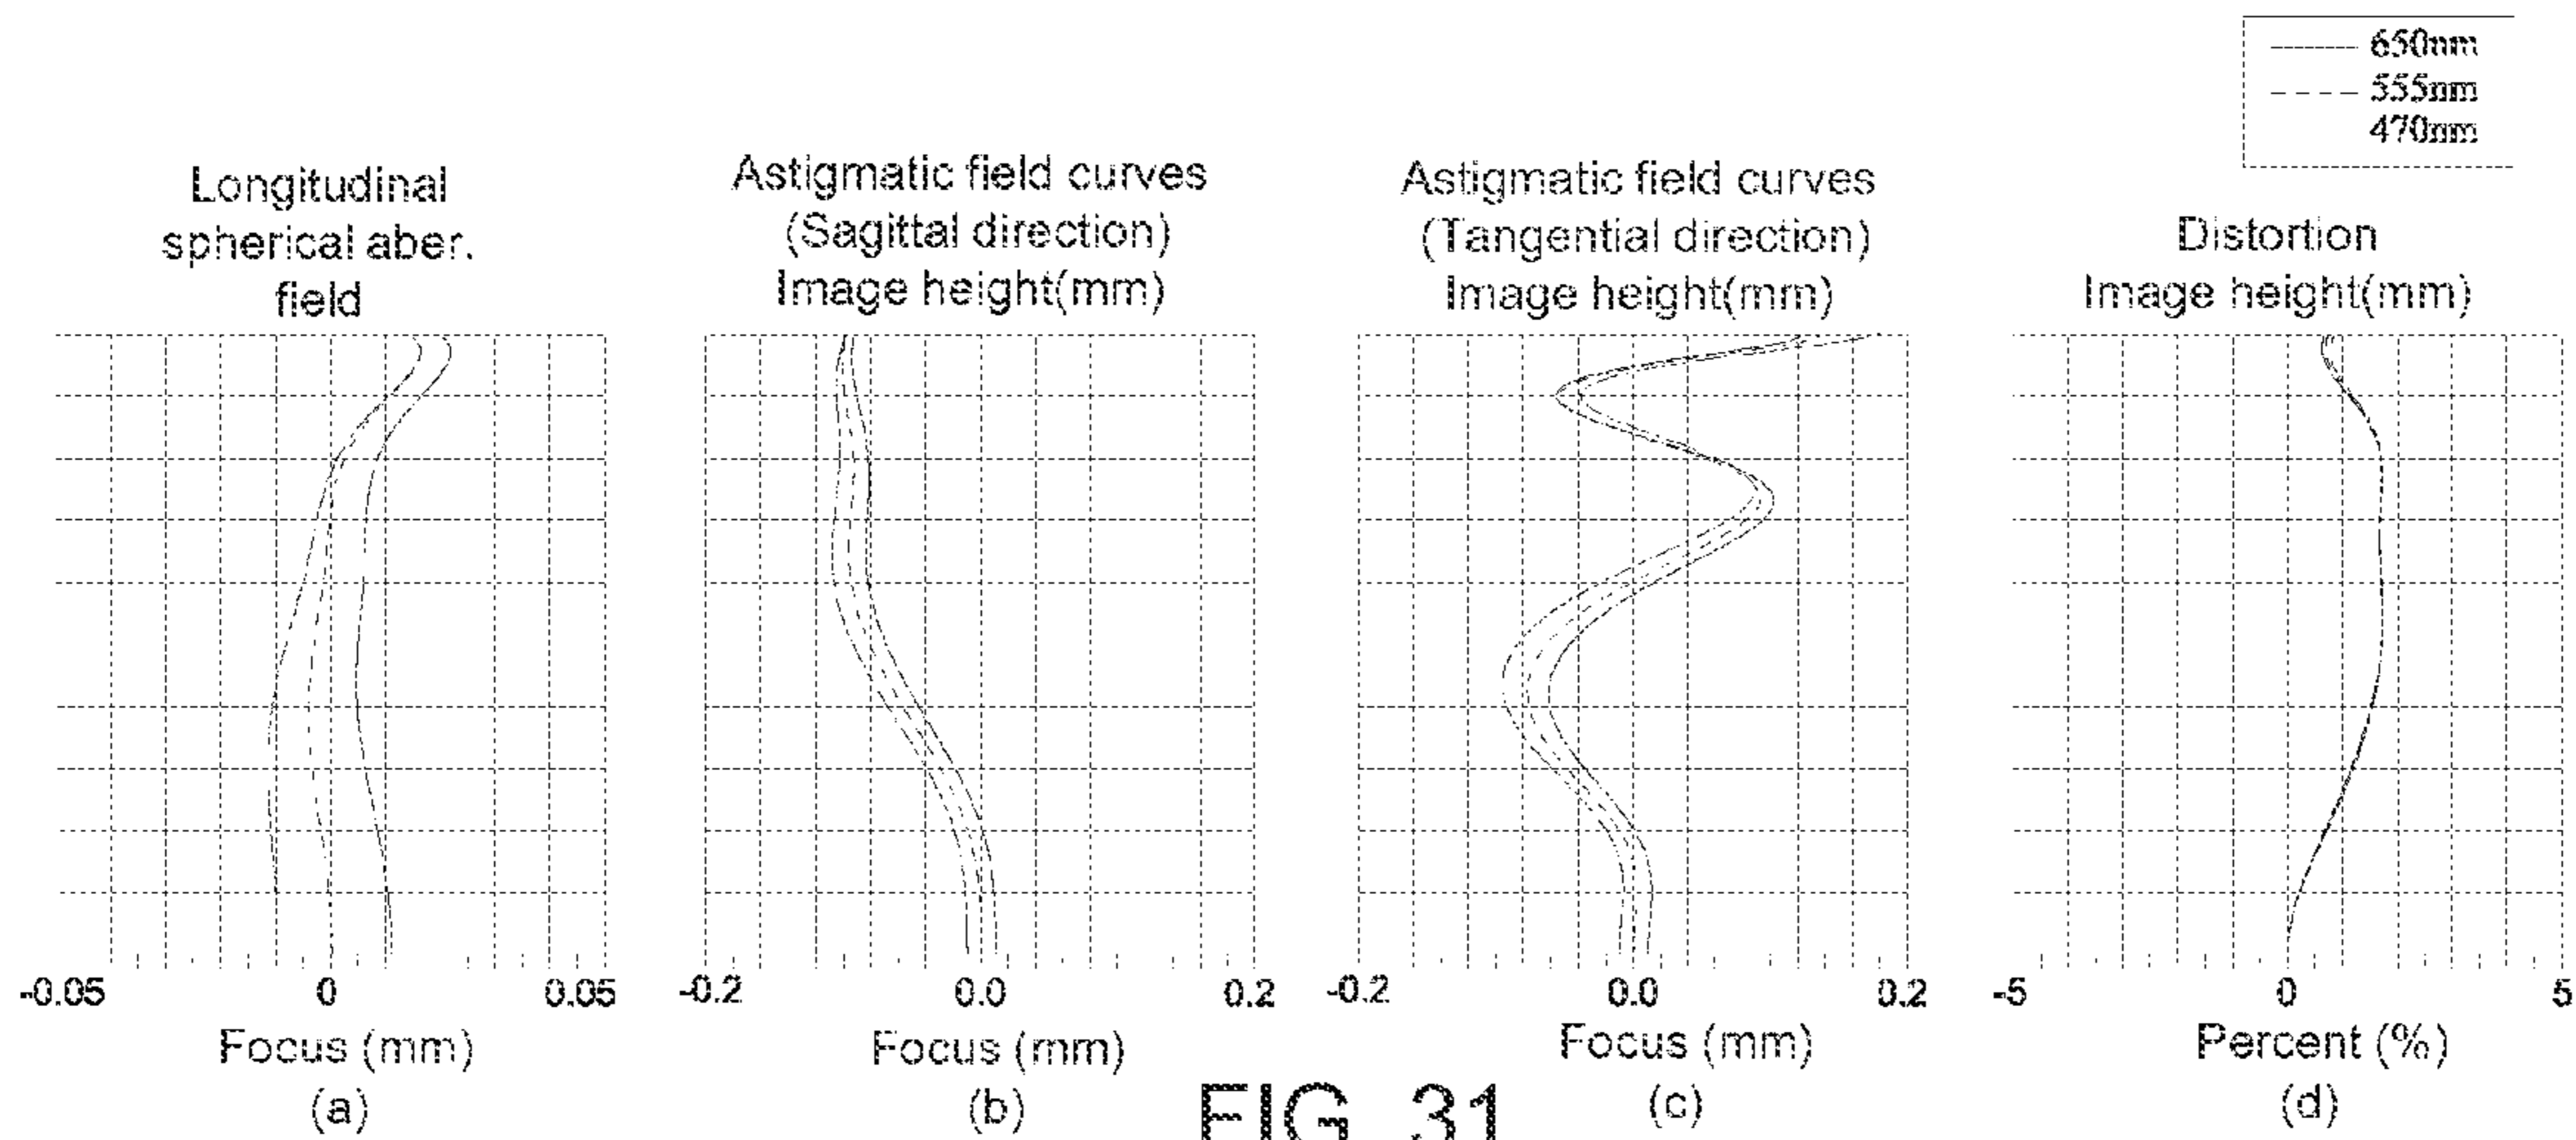 650nm
555nm
470nm
Longitudinal
spherical aber.
field
Astigmatic field curves
(Sagittal direction)
Image height(mm)
Astigmatic field curves
(Tangential direction)
Image height(mm)
Distortion
Image height(mm)
-0.05 0 0.05
-0.2 0.0 0.2
-0.2 0.0 0.2
-5 0 5
Focus (mm)
Focus (mm)
Focus (mm)
Percent (%)
(a)
(b)
(c)
(d)
FIG. 31